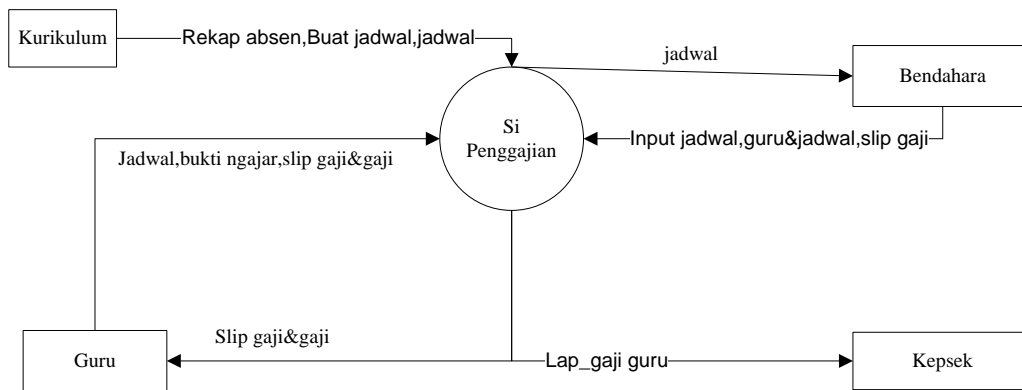 Kurikulum
Rekap absen,Buat jadwal,jadwal
jadwal
Bendahara
Si
Penggajian
Input jadwal,guru&jadwal,slip gaji
Jadwal,bukti ngajar,slip gaji&gaji
Slip gaji&gaji
Guru
Lap_gaji guru
Kepsek